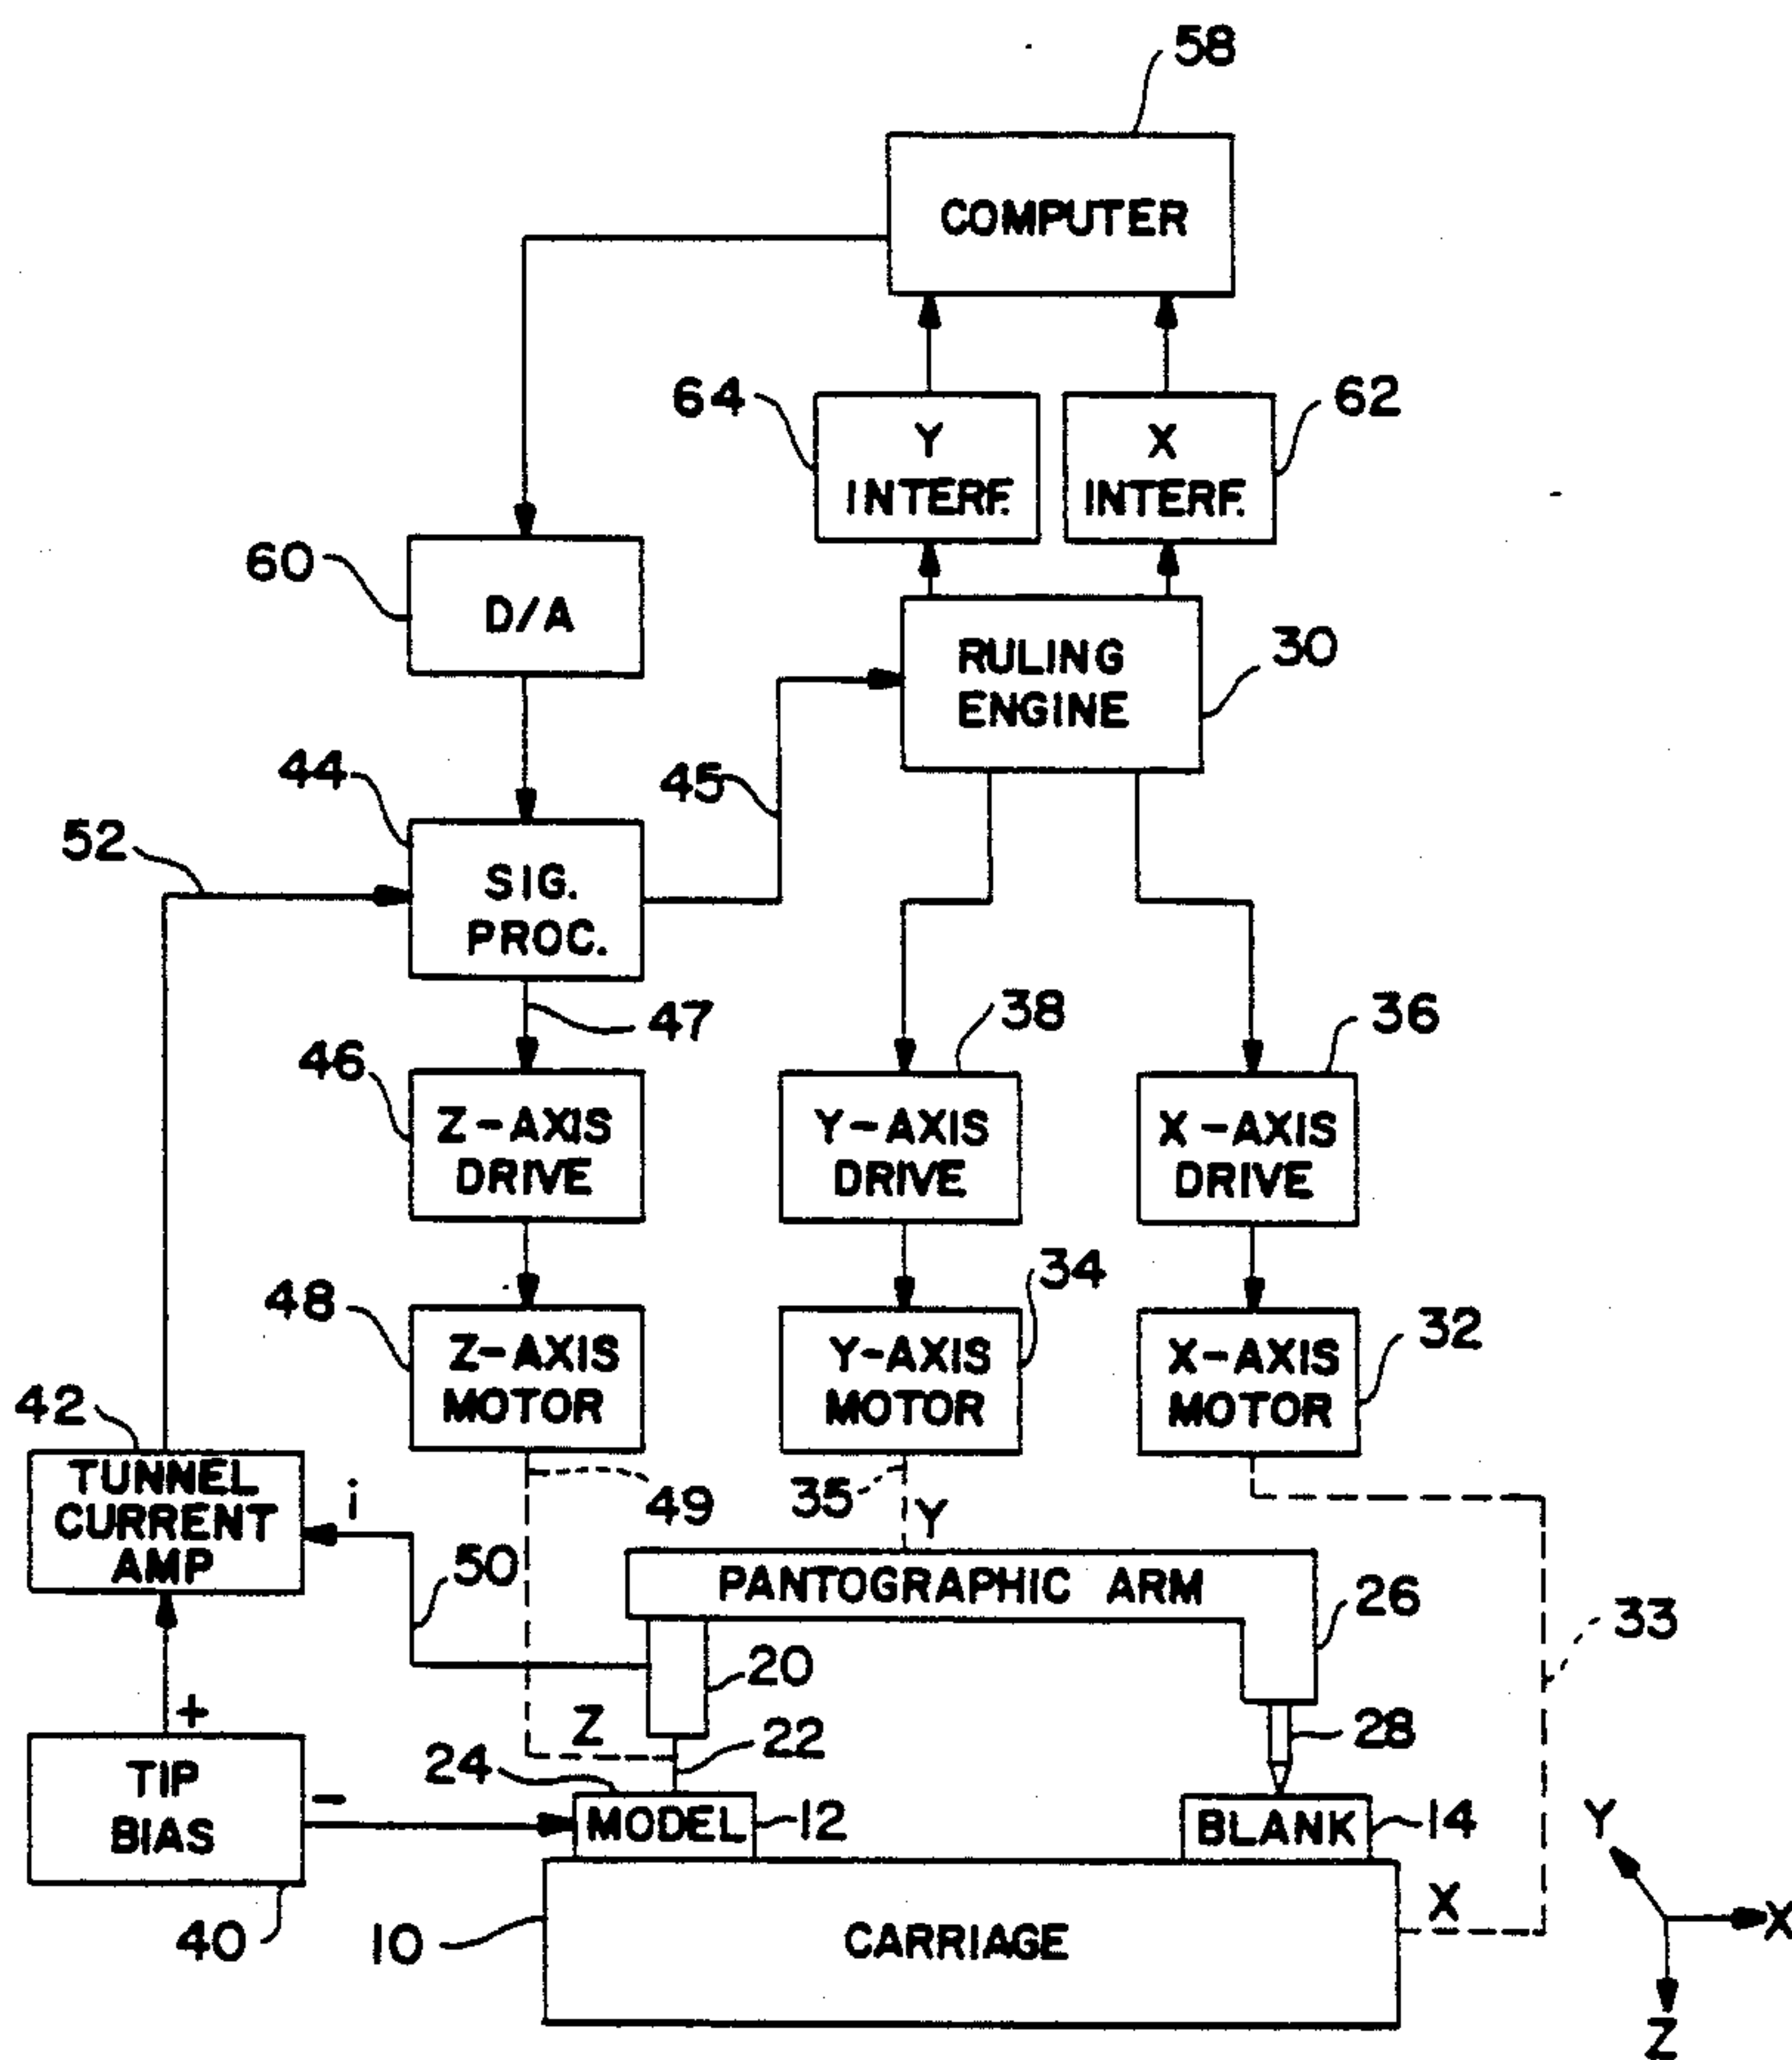 58
COMPUTER
64
Y
INTERF.
X
INTERF.
62
60
D/A
RULING
ENGINE
30
44
45
52
SIG.
PROC.
47
38
36
46
Z-AXIS
DRIVE
Y-AXIS
DRIVE
X-AXIS
DRIVE
48
34
32
Z-AXIS
MOTOR
Y-AXIS
MOTOR
X-AXIS
MOTOR
42
TUNNEL
CURRENT
AMP
i
49
35
Y
50
PANTOGRAPHIC ARM
26
33
20
+
Z
22
28
24
TIP
BIAS
-
MODEL
12
BLANK
14
40
10
CARRIAGE
X
Y
X
Z